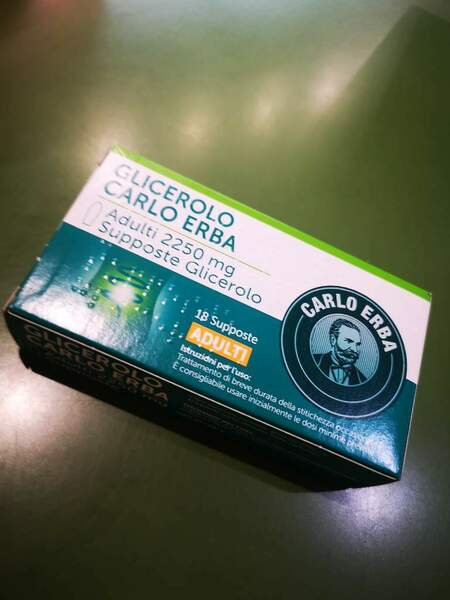 GLICEROLO
CARLO ERBA
Adulti 2250 mg
Supposte Glicerolo
18 Supposte
ADULTI
Istruzioni per l'uso:
Trattamento di breve durata della stitichezza
È consigliabile usare inizialmente le dosi minime
CARLO ERBA
GLICEROLO
CARLO ERBA